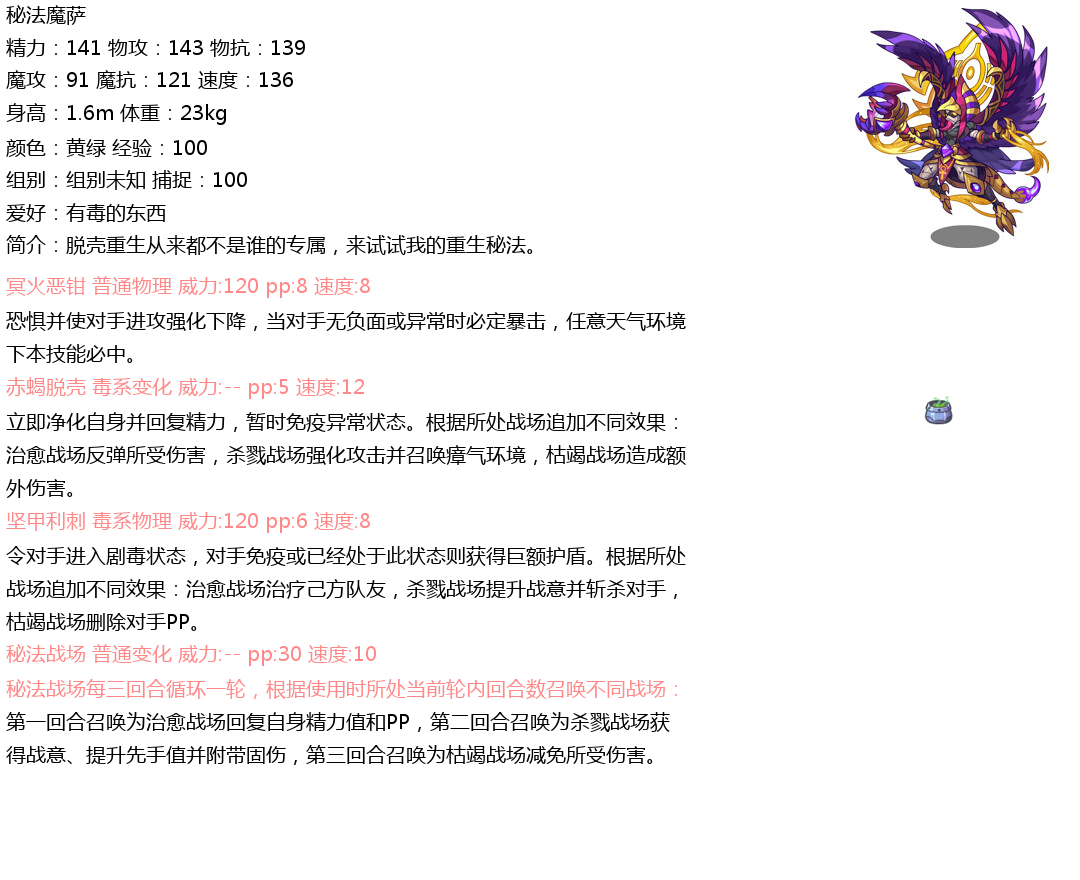 秘法魔萨
精力：141 物攻：143 物抗：139
魔攻：91 魔抗：121 速度：136
身高：1.6m 体重：23kg
颜色：黄绿 经验：100
组别：组别未知 捕捉：100
爱好：有毒的东西
简介：脱壳重生从来都不是谁的专属，来试试我的重生秘法。
冥火恶钳 普通物理 威力:120 pp:8 速度:8
恐惧并使对手进攻强化下降，当对手无负面或异常时必定暴击，任意天气环境
下本技能必中。
赤蝎脱壳 毒系变化 威力:-- pp:5 速度:12
立即净化自身并回复精力，暂时免疫异常状态。根据所处战场追加不同效果：
治愈战场反弹所受伤害，杀戮战场强化攻击并召唤瘴气环境，枯竭战场造成额
外伤害。
坚甲利刺 毒系物理 威力:120 pp:6 速度:8
令对手进入剧毒状态，对手免疫或已经处于此状态则获得巨额护盾。根据所处
战场追加不同效果：治愈战场治疗己方队友，杀戮战场提升战意并斩杀对手，
枯竭战场删除对手PP。
秘法战场 普通变化 威力:-- pp:30 速度:10
秘法战场每三回合循环一轮，根据使用时所处当前轮内回合数召唤不同战场：
第一回合召唤为治愈战场回复自身精力值和PP，第二回合召唤为杀戮战场获
得战意、提升先手值并附带固伤，第三回合召唤为枯竭战场减免所受伤害。